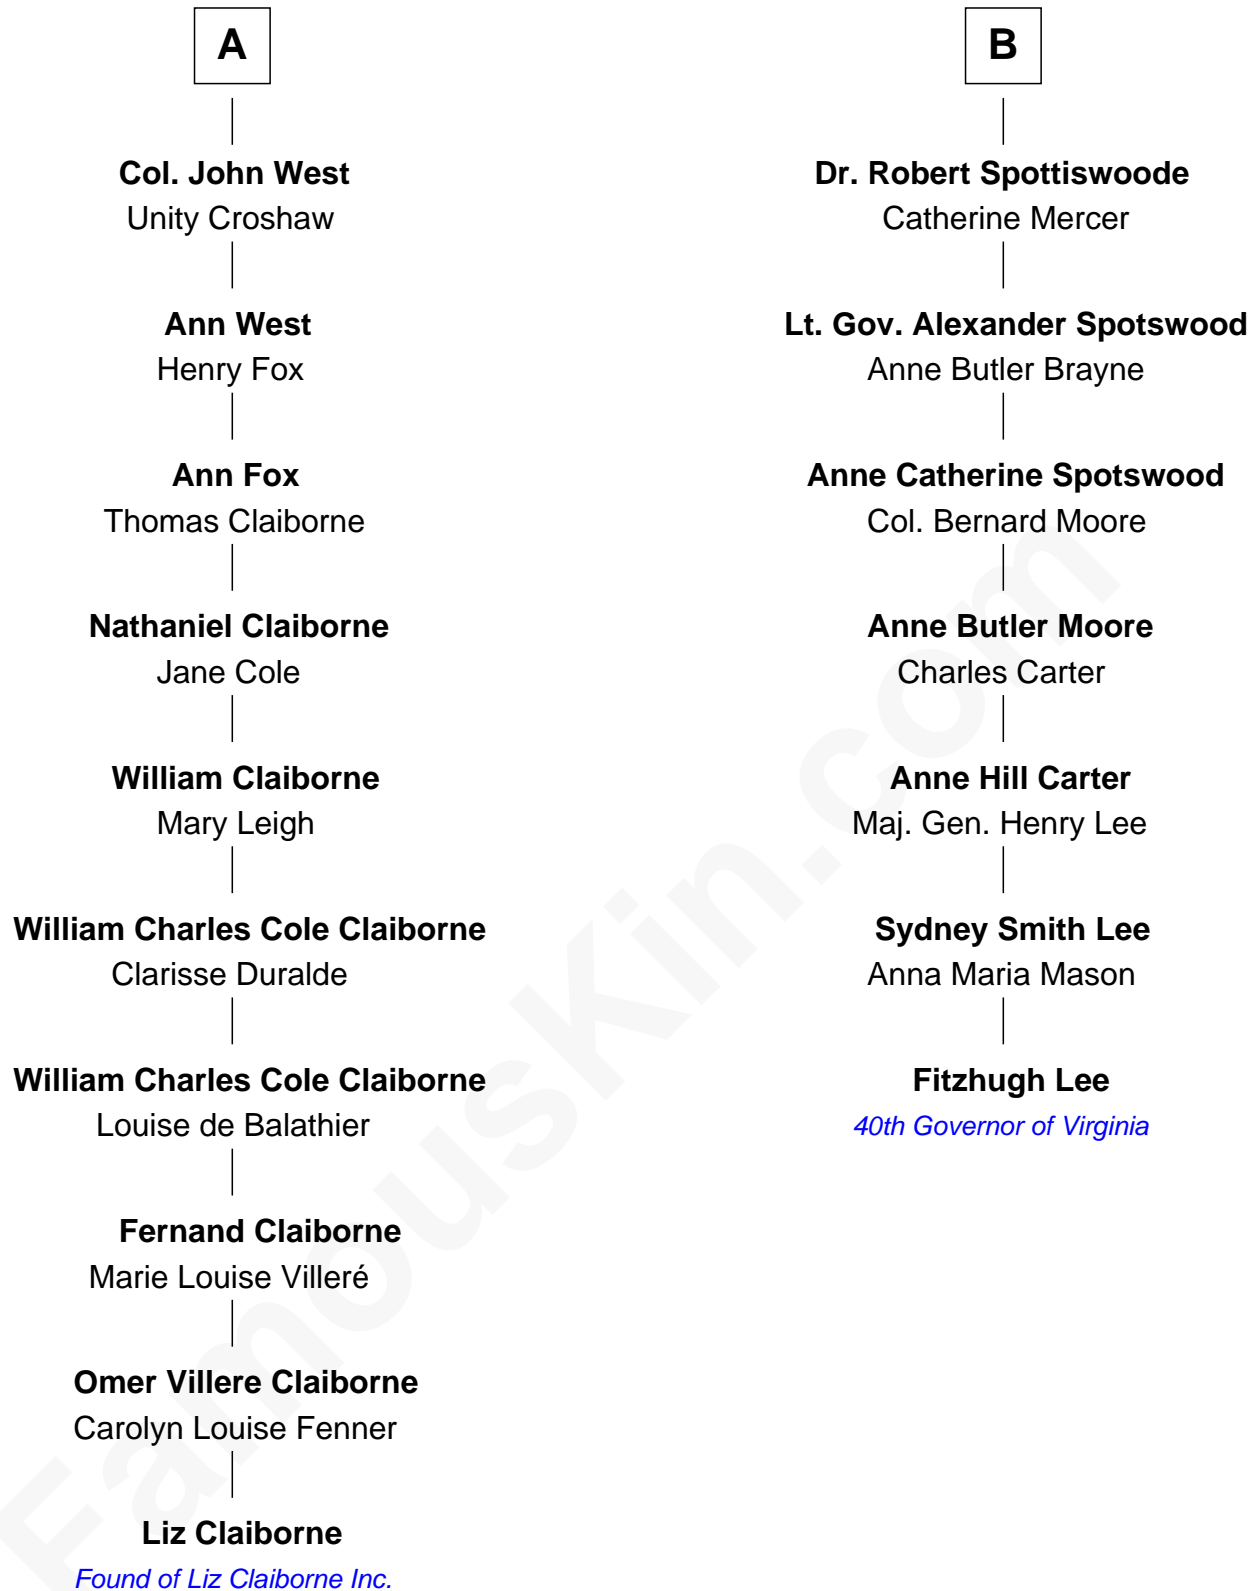 A
Col. John West
Unity Croshaw
Ann West
Henry Fox
Ann Fox
Thomas Claiborne
Nathaniel Claiborne
Jane Cole
William Claiborne
Mary Leigh
William Charles Cole Claiborne
Clarisse Duralde
William Charles Cole Claiborne
Louise de Balathier
Fernand Claiborne
Marie Louise Villeré
Omer Villere Claiborne
Carolyn Louise Fenner
Liz Claiborne
Found of Liz Claiborne Inc.
B
Dr. Robert Spottiswoode
Catherine Mercer
Lt. Gov. Alexander Spotswood
Anne Butler Brayne
Anne Catherine Spotswood
Col. Bernard Moore
Anne Butler Moore
Charles Carter
Anne Hill Carter
Maj. Gen. Henry Lee
Sydney Smith Lee
Anna Maria Mason
Fitzhugh Lee
40th Governor of Virginia
FamousKin.com